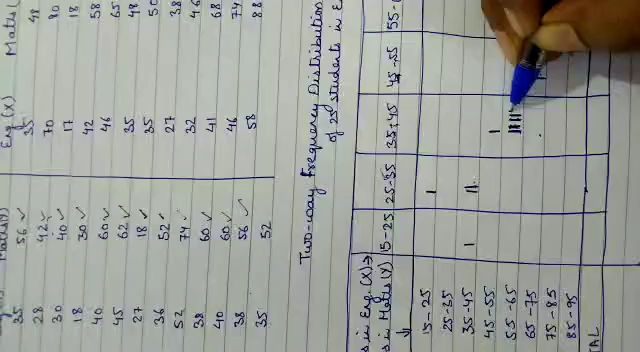 Maths(Y) Eng (X) Maths(
35 56 ✓ 35 48
28 42 ✓ 70 80
30 40 ✓ 17 18
18 30 ✓ 42 58
40 60 ✓ 46 65
45 62 ✓ 35 48
27 18 ✓ 35 50
36 52 ✓ 27 38
52 74 ✓ 32 46
38 60 ✓ 41 68
40 60 ✓ 46 74
38 56 ✓ 58 88
35 52
Two-way Frequency Distribution
of 25 students in E
in Eng. (X) → 15-25 25-35 35-45 45-55 55-
in Maths (Y) ↓
15-25
25-35
35-45
45-55
55-65
65-75
75-85
85-95
TAL